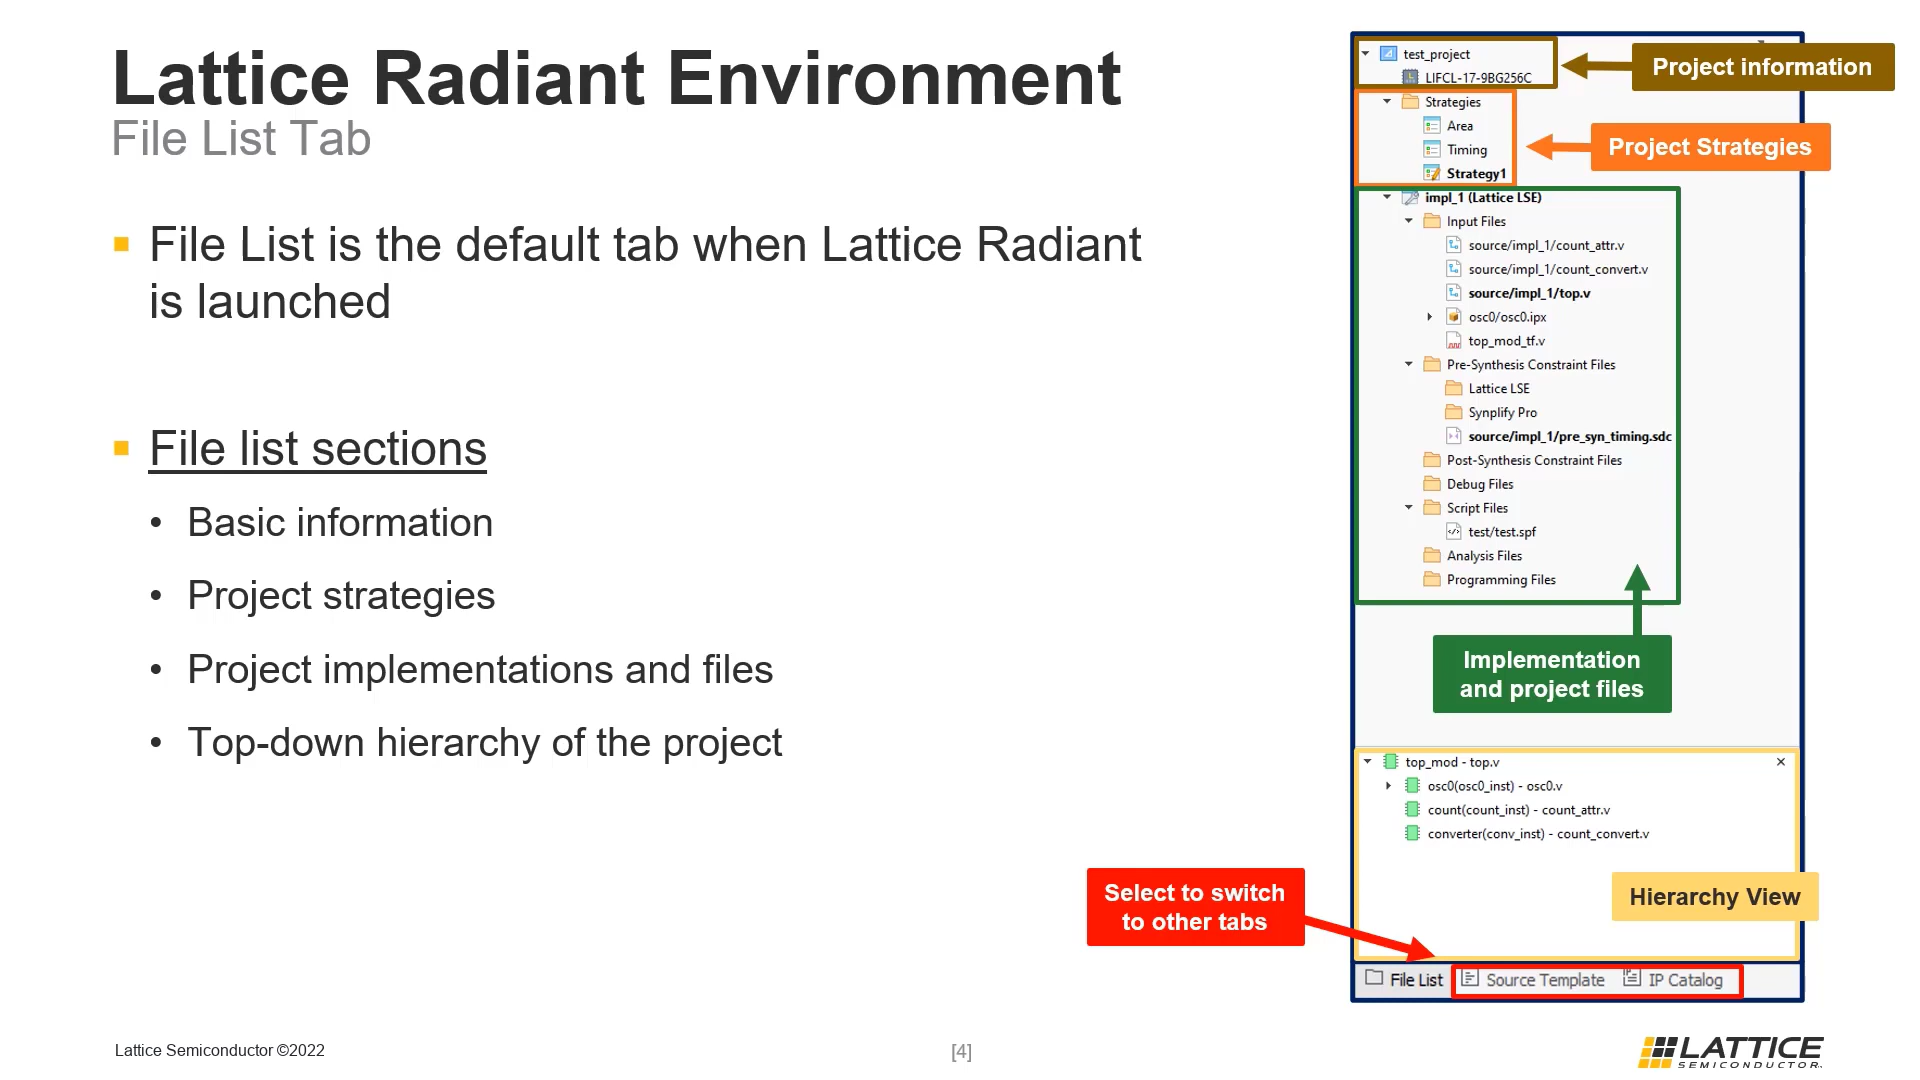 Lattice Radiant Environment
File List Tab
File List is the default tab when Lattice Radiant
is launched
File list sections
• Basic information
• Project strategies
• Project implementations and files
• Top-down hierarchy of the project
test_project
LIFCL-17-9BG256C
Project information
Strategies
Area
Timing
Strategy1
Project Strategies
impl_1 (Lattice LSE)
Input Files
source/impl_1/count_attr.v
source/impl_1/count_convert.v
source/impl_1/top.v
osc0/osc0.ipx
top_mod_tf.v
Pre-Synthesis Constraint Files
Lattice LSE
Synplify Pro
source/impl_1/pre_syn_timing.sdc
Post-Synthesis Constraint Files
Debug Files
Script Files
test/test.spf
Analysis Files
Programming Files
Implementation
and project files
top_mod - top.v
osc0(osc0_inst) - osc0.v
count(count_inst) - count_attr.v
converter(conv_inst) - count_convert.v
Hierarchy View
Select to switch
to other tabs
File List Source Template IP Catalog
Lattice Semiconductor ©2022
[4]
LATTICE
SEMICONDUCTOR